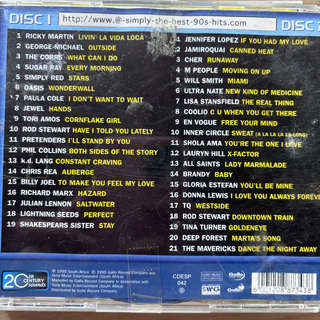 DISC 1
http://www.@-simply-the-best-90s-hits.com
DISC 2
1 RICKY MARTIN LIVIN' LA VIDA LOCA
2 GEORGE-MICHAEL OUTSIDE
3 THE CORRS WHAT CAN I DO
4 SUGAR RAY EVERY MORNING
5 SIMPLY RED STARS
6 OASIS WONDERWALL
7 PAULA COLE I DON'T WANT TO WAIT
8 JEWEL HANDS
9 TORI AMOS CORNFLAKE GIRL
10 ROD STEWART HAVE I TOLD YOU LATELY
11 PRETENDERS I'LL STAND BY YOU
12 PHIL COLLINS BOTH SIDES OF THE STORY
13 k.d. LANG CONSTANT CRAVING
14 CHRIS REA AUBERGE
15 BILLY JOEL TO MAKE YOU FEEL MY LOVE
16 RICHARD MARX HAZARD
17 JULIAN LENNON SALTWATER
18 LIGHTNING SEEDS PERFECT
19 SHAKESPEARS SISTER STAY
1 JENNIFER LOPEZ IF YOU HAD MY LOVE
2 JAMIROQUAI CANNED HEAT
3 CHER RUNAWAY
4 M PEOPLE MOVING ON UP
5 WILL SMITH MIAMI
6 ULTRA NATE NEW KIND OF MEDICINE
7 LISA STANSFIELD THE REAL THING
8 COOLIO C U WHEN YOU GET THERE
9 EN VOGUE FREE YOUR MIND
10 INNER CIRCLE SWEAT (A LA LA LA LA LONG)
11 SHOLA AMA YOU'RE THE ONE I LOVE
12 LAURYN HILL X-FACTOR
13 ALL SAINTS LADY MARMALADE
14 BRANDY BABY
15 GLORIA ESTEFAN YOU'LL BE MINE
16 DONNA LEWIS I LOVE YOU ALWAYS FOREVER
17 TQ WESTSIDE
18 ROD STEWART DOWNTOWN TRAIN
19 TINA TURNER GOLDENEYE
20 DEEP FOREST MARTA'S SONG
21 THE MAVERICKS DANCE THE NIGHT AWAY
20TH CENTURY
CDESP
042